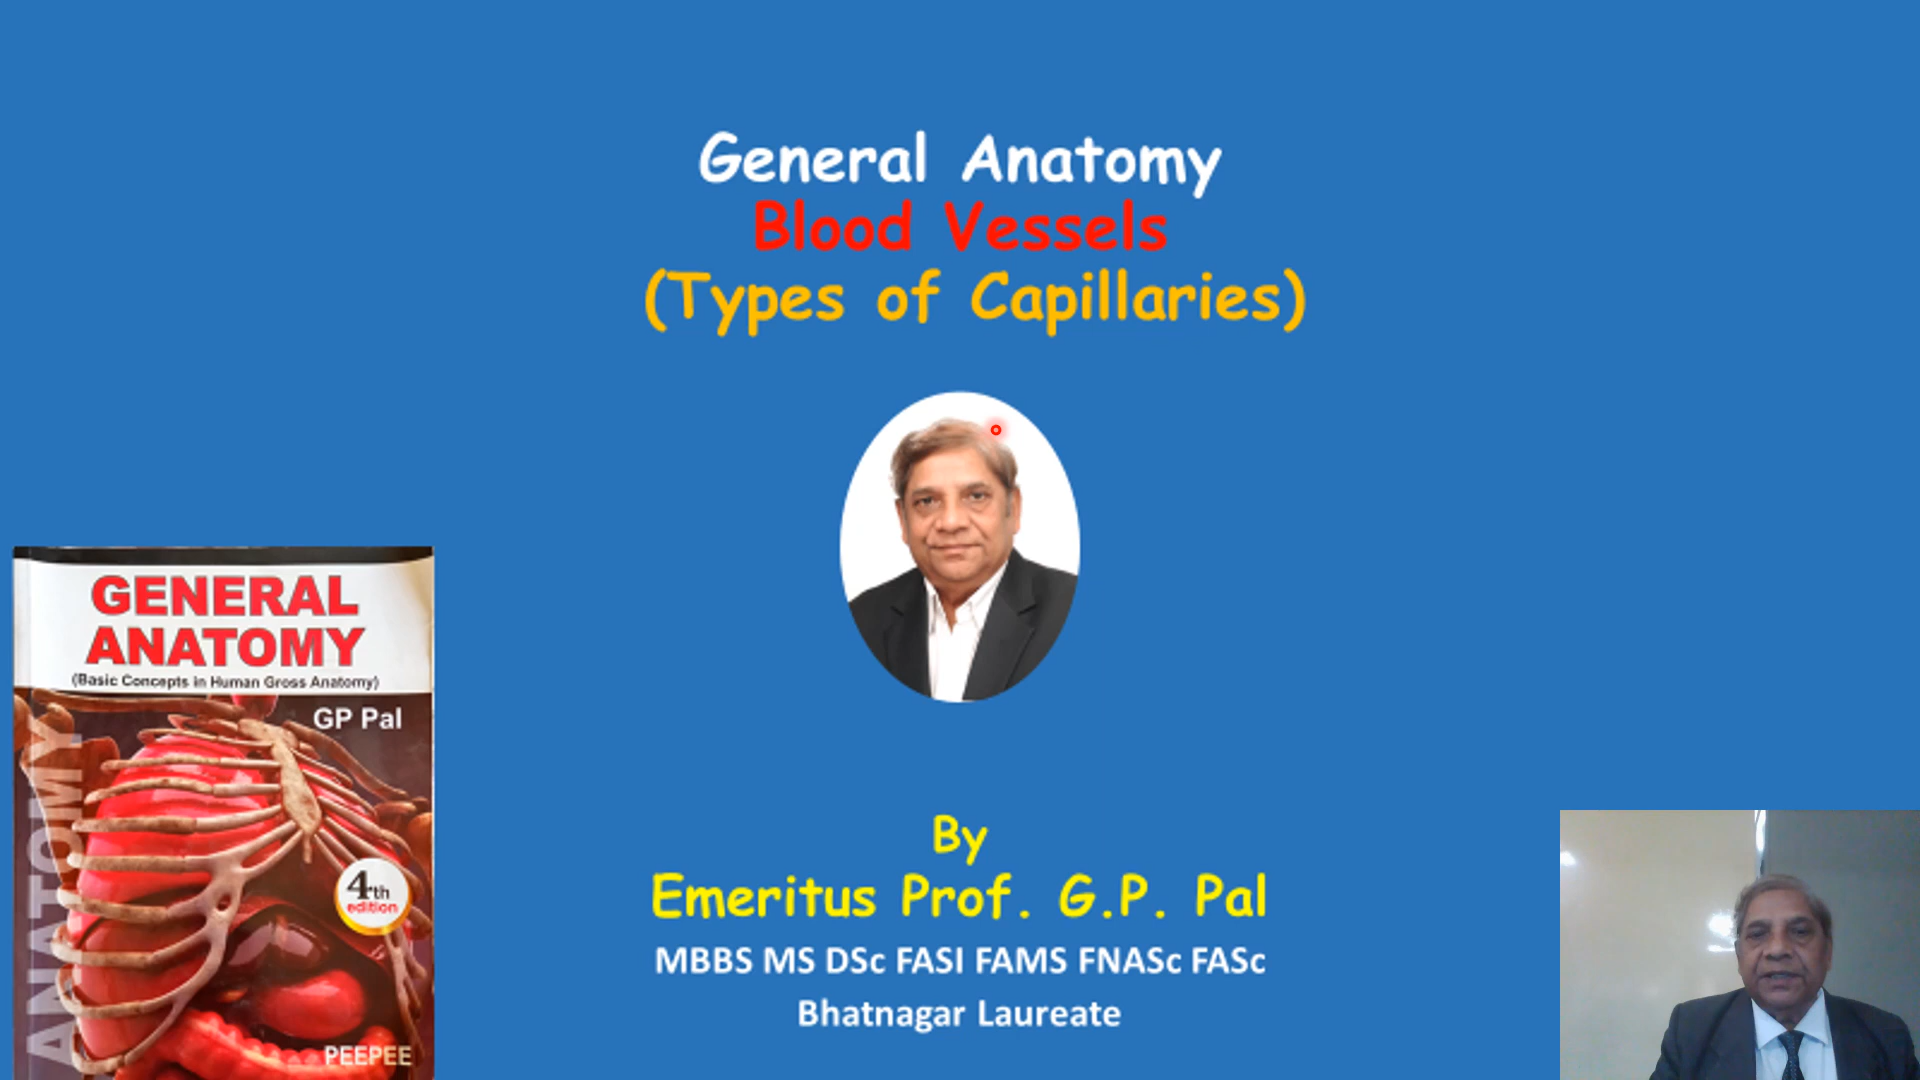 General Anatomy
Blood Vessels
(Types of Capillaries)
GENERAL
ANATOMY
(Basic Concepts in Human Gross Anatomy)
GP Pal
ANATOMY
4th
edition
PEEPEE
By
Emeritus Prof. G.P. Pal
MBBS MS DSc FASI FAMS FNASc FASc
Bhatnagar Laureate